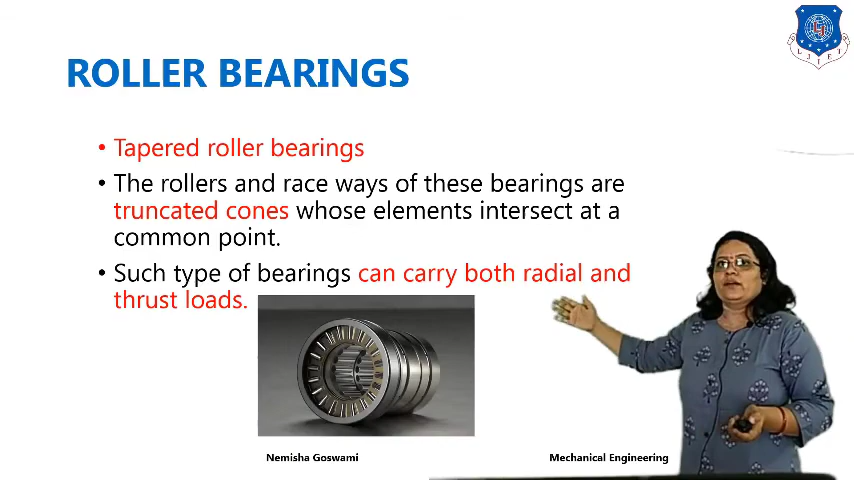 ROLLER BEARINGS
• Tapered roller bearings
• The rollers and race ways of these bearings are
truncated cones whose elements intersect at a
common point.
• Such type of bearings can carry both radial and
thrust loads.
Nemisha Goswami
Mechanical Engineering
L J I E T